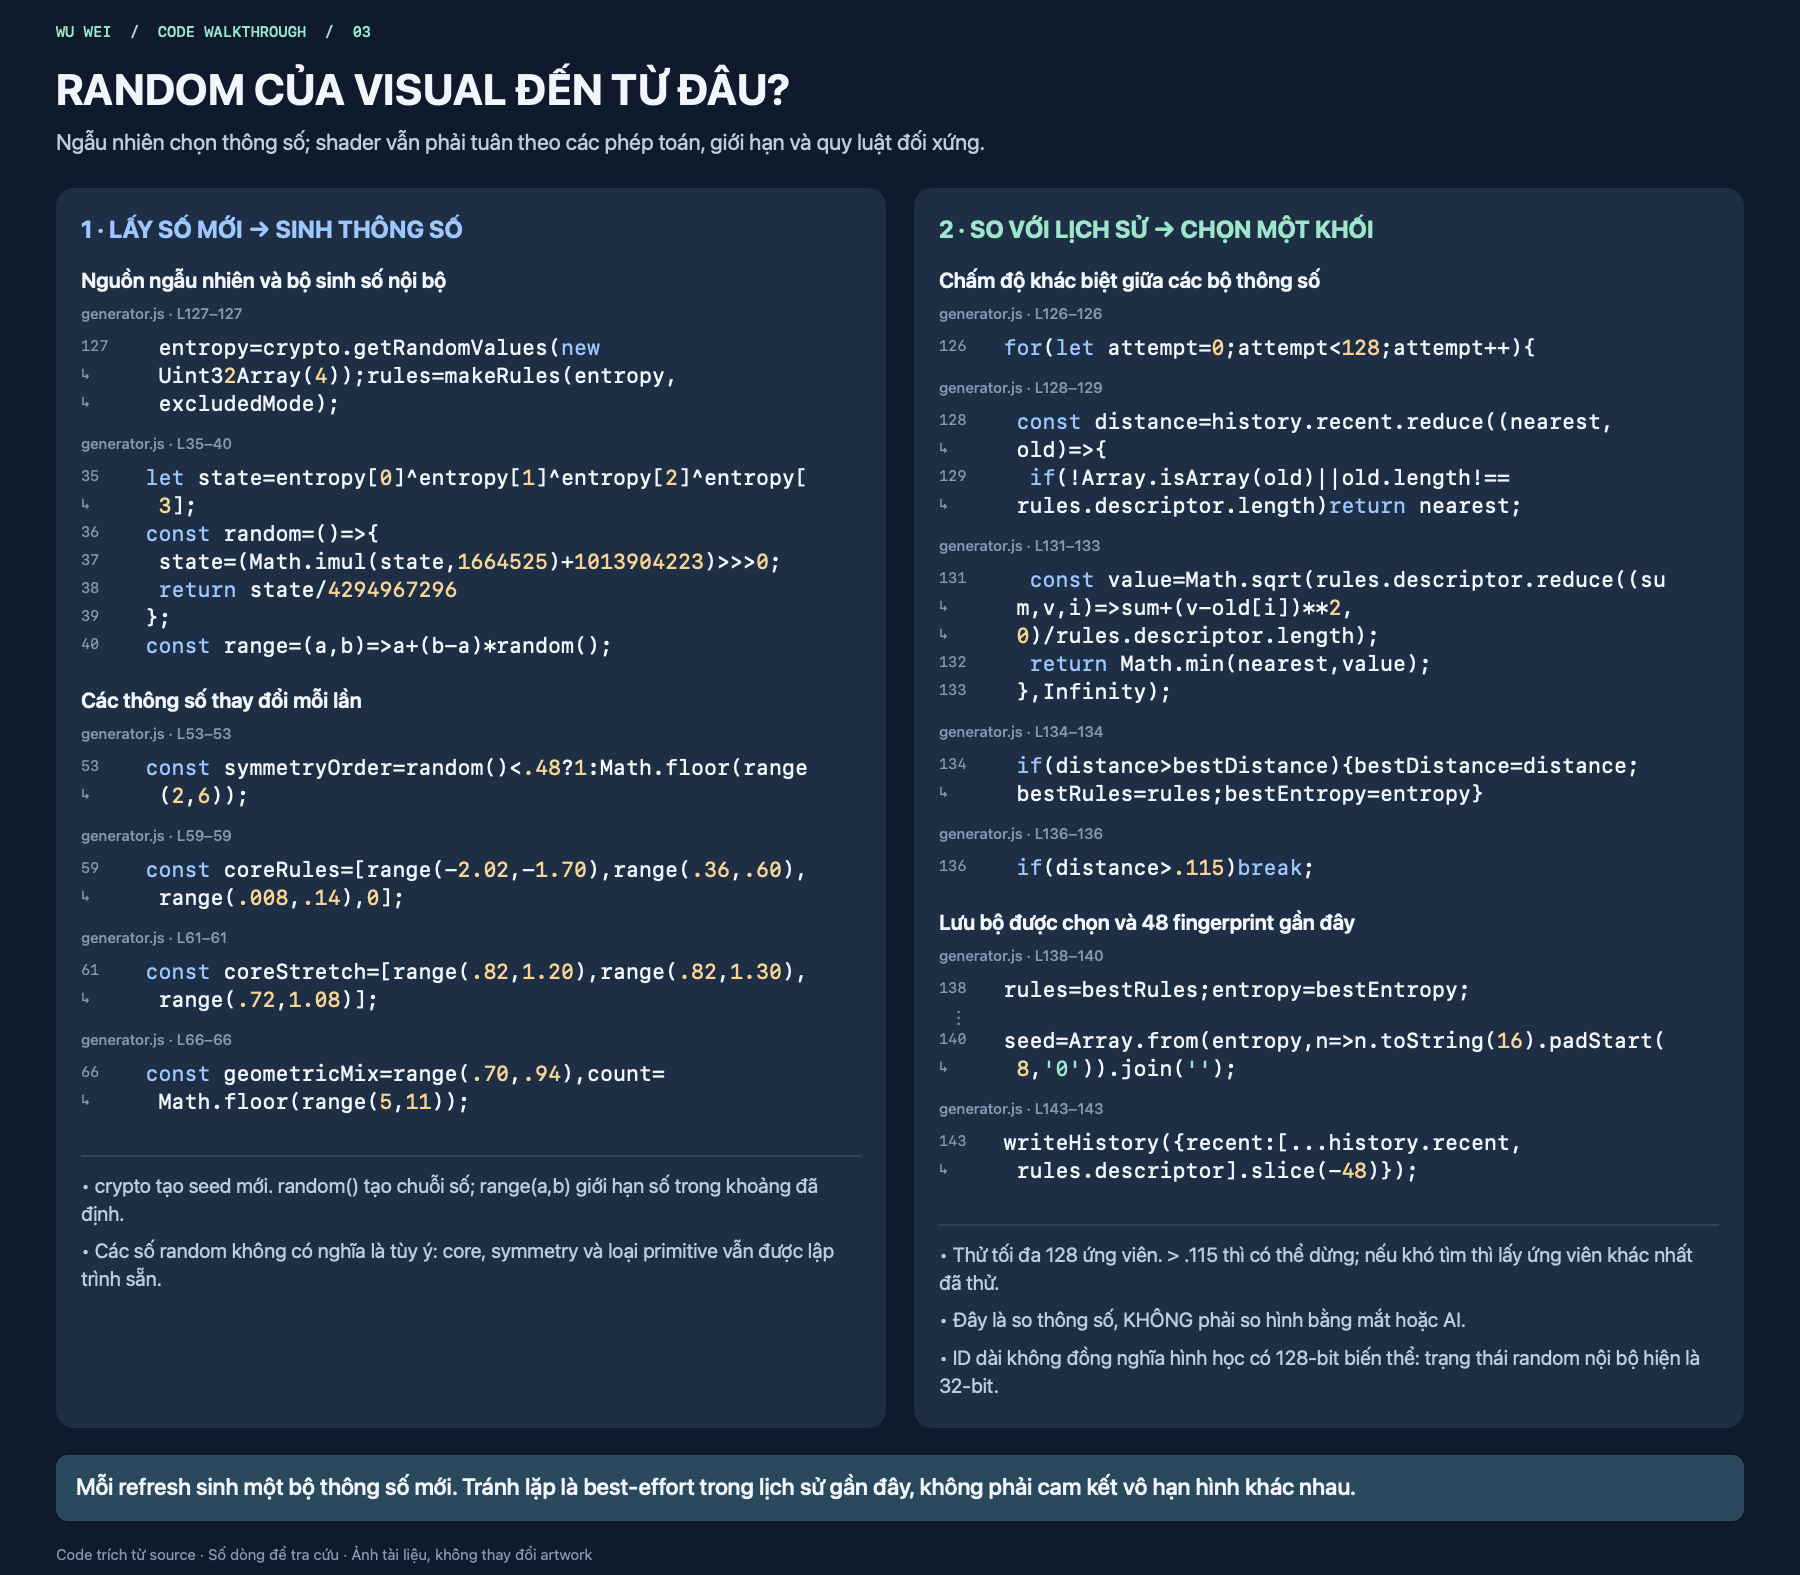 WU WEI / CODE WALKTHROUGH / 03
RANDOM CỦA VISUAL ĐẾN TỪ ĐÂU?
Ngẫu nhiên chọn thông số; shader vẫn phải tuân theo các phép toán, giới hạn và quy luật đối xứng.
1 · LẤY SỐ MỚI → SINH THÔNG SỐ
Nguồn ngẫu nhiên và bộ sinh số nội bộ
generator.js · L127–127
127 entropy=crypto.getRandomValues(new
↳ Uint32Array(4));rules=makeRules(entropy,
↳ excludedMode);
generator.js · L35–40
35 let state=entropy[0]^entropy[1]^entropy[2]^entropy[
↳ 3];
36 const random=()=>{
37 state=(Math.imul(state,1664525)+1013904223)>>>0;
38 return state/4294967296
39 };
40 const range=(a,b)=>a+(b-a)*random();
Các thông số thay đổi mỗi lần
generator.js · L53–53
53 const symmetryOrder=random()<.48?1:Math.floor(range
↳ (2,6));
generator.js · L59–59
59 const coreRules=[range(-2.02,-1.70),range(.36,.60),
↳ range(.008,.14),0];
generator.js · L61–61
61 const coreStretch=[range(.82,1.20),range(.82,1.30),
↳ range(.72,1.08)];
generator.js · L66–66
66 const geometricMix=range(.70,.94),count=
↳ Math.floor(range(5,11));
• crypto tạo seed mới. random() tạo chuỗi số; range(a,b) giới hạn số trong khoảng đã
định.
• Các số random không có nghĩa là tùy ý: core, symmetry và loại primitive vẫn được lập
trình sẵn.
2 · SO VỚI LỊCH SỬ → CHỌN MỘT KHỐI
Chấm độ khác biệt giữa các bộ thông số
generator.js · L126–126
126 for(let attempt=0;attempt<128;attempt++){
generator.js · L128–129
128 const distance=history.recent.reduce((nearest,
↳ old)=>{
129 if(!Array.isArray(old)||old.length!==
↳ rules.descriptor.length)return nearest;
generator.js · L131–133
131 const value=Math.sqrt(rules.descriptor.reduce((su
↳ m,v,i)=>sum+(v-old[i])**2,
↳ 0)/rules.descriptor.length);
132 return Math.min(nearest,value);
133 },Infinity);
generator.js · L134–134
134 if(distance>bestDistance){bestDistance=distance;
↳ bestRules=rules;bestEntropy=entropy}
generator.js · L136–136
136 if(distance>.115)break;
Lưu bộ được chọn và 48 fingerprint gần đây
generator.js · L138–140
138 rules=bestRules;entropy=bestEntropy;
⋮
140 seed=Array.from(entropy,n=>n.toString(16).padStart(
↳ 8,'0')).join('');
generator.js · L143–143
143 writeHistory({recent:[...history.recent,
↳ rules.descriptor].slice(-48)});
• Thử tối đa 128 ứng viên. > .115 thì có thể dừng; nếu khó tìm thì lấy ứng viên khác nhất
đã thử.
• Đây là so thông số, KHÔNG phải so hình bằng mắt hoặc AI.
• ID dài không đồng nghĩa hình học có 128-bit biến thể: trạng thái random nội bộ hiện là
32-bit.
Mỗi refresh sinh một bộ thông số mới. Tránh lặp là best-effort trong lịch sử gần đây, không phải cam kết vô hạn hình khác nhau.
Code trích từ source · Số dòng để tra cứu · Ảnh tài liệu, không thay đổi artwork